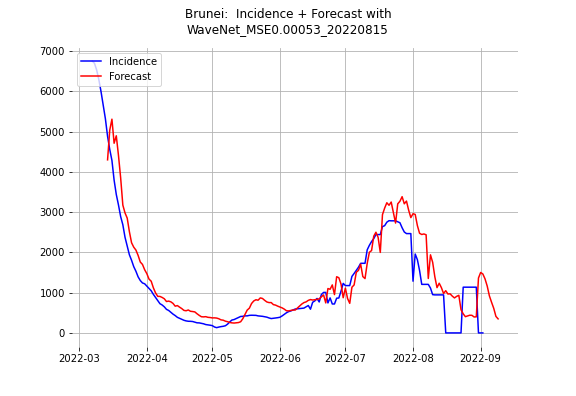 Brunei:  Incidence + Forecast with
WaveNet_MSE0.00053_20220815
7000
Incidence
Forecast
6000
5000
4000
3000
2000
1000
0
2022-03 2022-04 2022-05 2022-06 2022-07 2022-08 2022-09